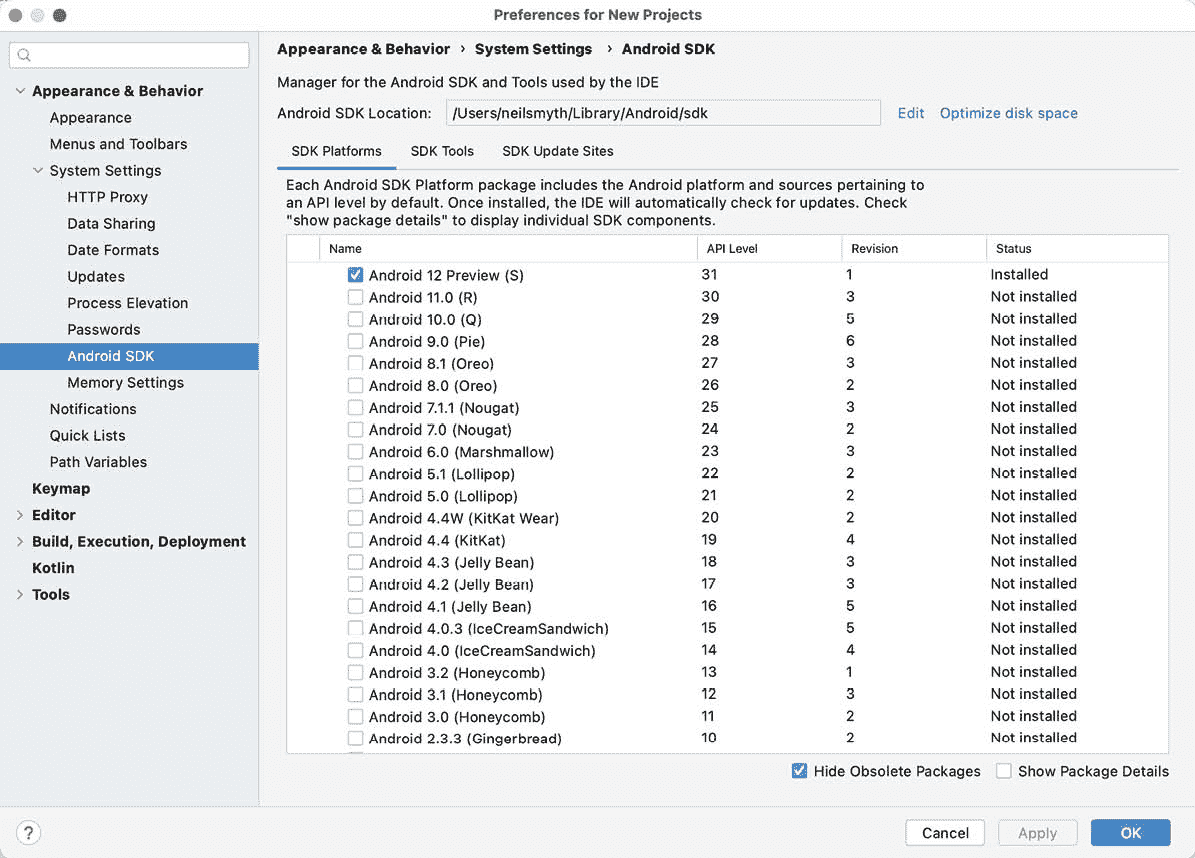 Preferences for New Projects
Appearance & Behavior
Appearance
Menus and Toolbars
System Settings
HTTP Proxy
Data Sharing
Date Formats
Updates
Process Elevation
Passwords
Android SDK
Memory Settings
Notifications
Quick Lists
Path Variables
Keymap
Editor
Build, Execution, Deployment
Kotlin
Tools
Appearance & Behavior › System Settings › Android SDK
Manager for the Android SDK and Tools used by the IDE
Android SDK Location: /Users/neilsmyth/Library/Android/sdk Edit Optimize disk space
SDK Platforms SDK Tools SDK Update Sites
Each Android SDK Platform package includes the Android platform and sources pertaining to
an API level by default. Once installed, the IDE will automatically check for updates. Check
"show package details" to display individual SDK components.
Name API Level Revision Status
Android 12 Preview (S) 31 1 Installed
Android 11.0 (R) 30 3 Not installed
Android 10.0 (Q) 29 5 Not installed
Android 9.0 (Pie) 28 6 Not installed
Android 8.1 (Oreo) 27 3 Not installed
Android 8.0 (Oreo) 26 2 Not installed
Android 7.1.1 (Nougat) 25 3 Not installed
Android 7.0 (Nougat) 24 2 Not installed
Android 6.0 (Marshmallow) 23 3 Not installed
Android 5.1 (Lollipop) 22 2 Not installed
Android 5.0 (Lollipop) 21 2 Not installed
Android 4.4W (KitKat Wear) 20 2 Not installed
Android 4.4 (KitKat) 19 4 Not installed
Android 4.3 (Jelly Bean) 18 3 Not installed
Android 4.2 (Jelly Bean) 17 3 Not installed
Android 4.1 (Jelly Bean) 16 5 Not installed
Android 4.0.3 (IceCreamSandwich) 15 5 Not installed
Android 4.0 (IceCreamSandwich) 14 4 Not installed
Android 3.2 (Honeycomb) 13 1 Not installed
Android 3.1 (Honeycomb) 12 3 Not installed
Android 3.0 (Honeycomb) 11 2 Not installed
Android 2.3.3 (Gingerbread) 10 2 Not installed
Hide Obsolete Packages Show Package Details
? Cancel Apply OK